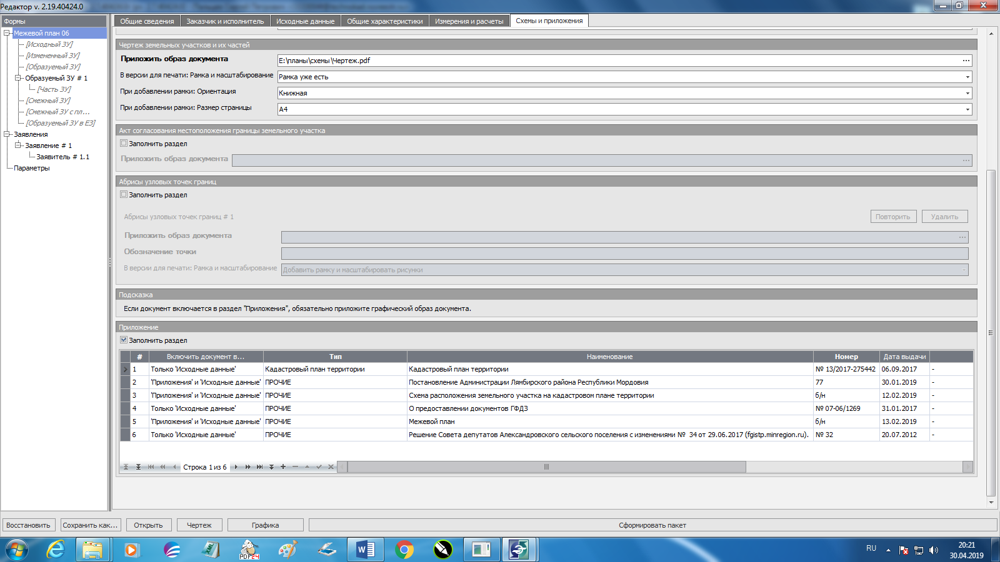 Редактор v. 2.19.40424.0
Формы
Межевой план 06
[Исходный ЗУ]
[Измененный ЗУ]
[Образуемый ЗУ]
Образуемый ЗУ # 1
[Часть ЗУ]
[Смежный ЗУ]
[Смежный ЗУ с пл...
[Образуемый ЗУ в ЕЗ]
Заявления
Заявление # 1
Заявитель # 1.1
Параметры
Общие сведения Заказчик и исполнитель Исходные данные Общие характеристики Измерения и расчеты Схемы и приложения
Чертеж земельных участков и их частей
Приложить образ документа E:\планы\схемы\Чертеж.pdf ...
В версии для печати: Рамка и масштабирование Рамка уже есть
При добавлении рамки: Ориентация Книжная
При добавлении рамки: Размер страницы A4
Акт согласования местоположения границы земельного участка
Заполнить раздел
Приложить образ документа ...
Абрисы узловых точек границ
Заполнить раздел
Абрисы узловых точек границ # 1 Повторить Удалить
Приложить образ документа ...
Обозначение точки
В версии для печати: Рамка и масштабирование Добавить рамку и масштабировать рисунки
Подсказка
Если документ включается в раздел "Приложения", обязательно приложите графический образ документа.
Приложение
Заполнить раздел
# Включить документ в... Тип Наименование Номер Дата выдачи
1 Только 'Исходные данные' Кадастровый план территории Кадастровый план территории № 13/2017-275442 06.09.2017 -
2 'Приложения' и 'Исходные данные' ПРОЧИЕ Постановление Администрации Лямбирского района Республики Мордовия 77 30.01.2019 -
3 'Приложения' и 'Исходные данные' ПРОЧИЕ Схема расположения земельного участка на кадастровом плане территории б/н 12.02.2019 -
4 Только 'Исходные данные' ПРОЧИЕ О предоставлении документов ГФДЗ № 07-06/1269 31.01.2017 -
5 'Приложения' и 'Исходные данные' ПРОЧИЕ Межевой план б/н 13.02.2019 -
6 Только 'Исходные данные' ПРОЧИЕ Решение Совета депутатов Александровского сельского поселения с изменениями № 34 от 29.06.2017 (fgistp.minregion.ru). № 32 20.07.2012 -
Строка 1 из 6
Восстановить Сохранить как... Открыть Чертеж Графика Сформировать пакет
PDF24
RU
20:21
30.04.2019